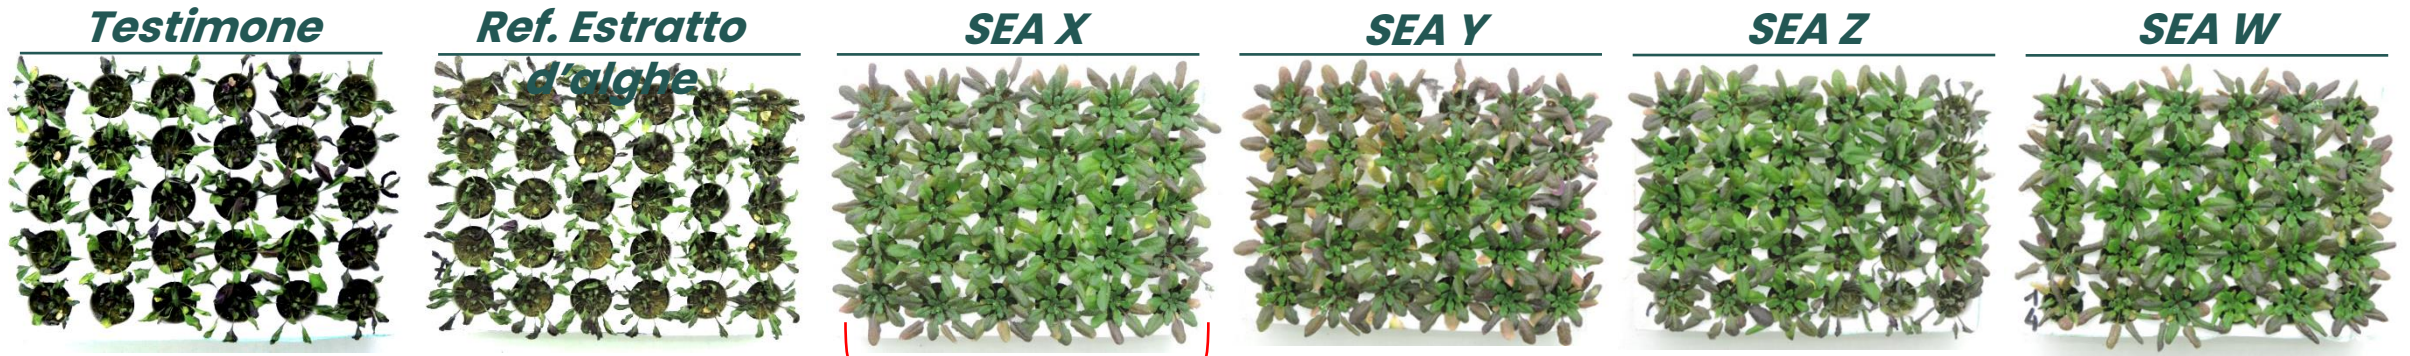 Testimone
Ref. Estratto
d'alghe
SEA X
SEA Y
SEA Z
SEA W